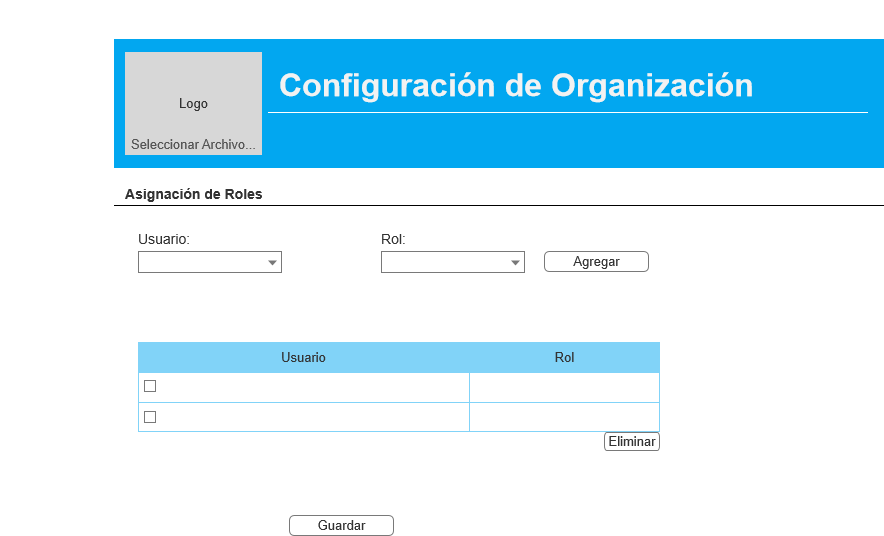 Logo
Seleccionar Archivo...
Configuración de Organización
Asignación de Roles
Usuario:
Rol:
Agregar
Usuario
Rol
Eliminar
Guardar